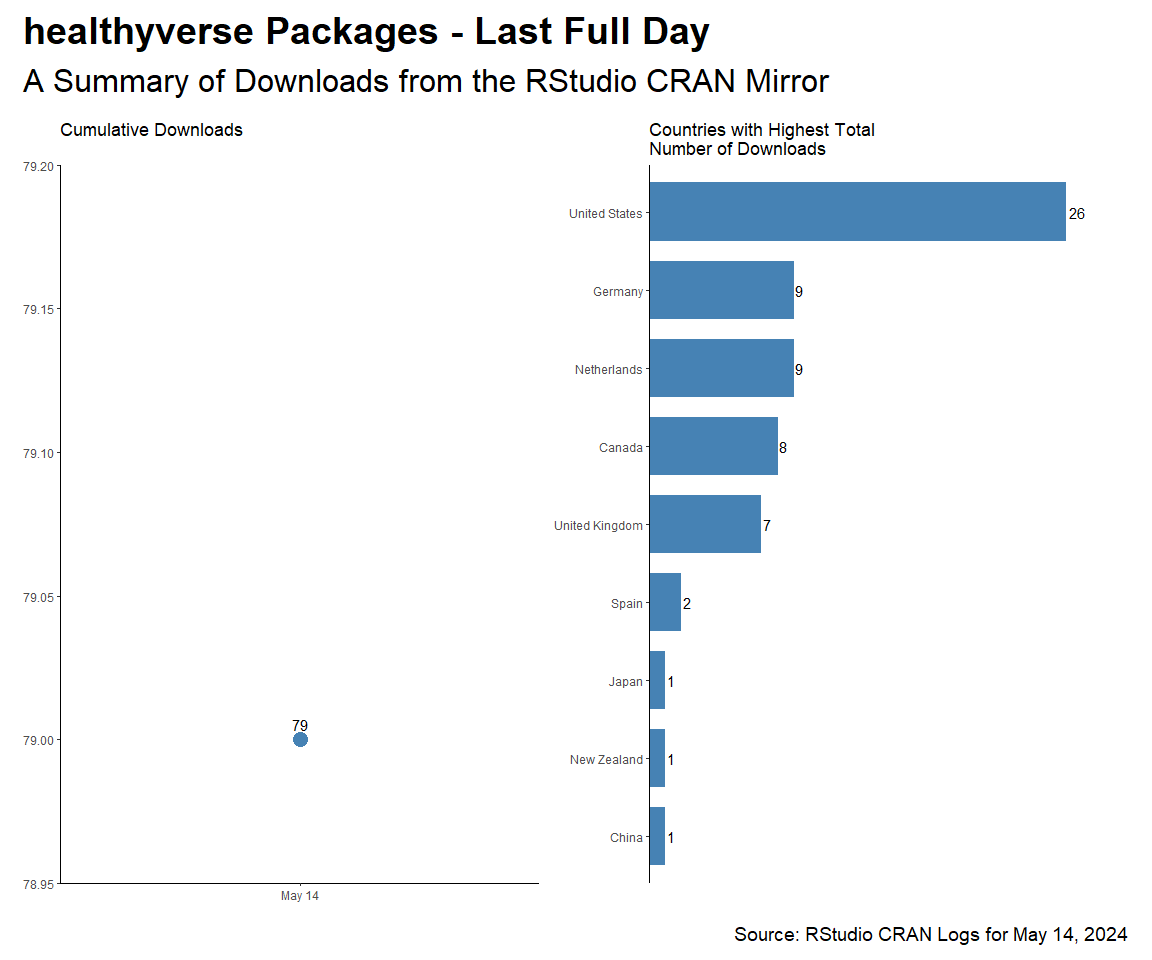 healthyverse Packages - Last Full Day
A Summary of Downloads from the RStudio CRAN Mirror
Cumulative Downloads
79.20
79.15
79.10
79.05
79.00
78.95
79
May 14
Countries with Highest Total
Number of Downloads
United States 26
Germany 9
Netherlands 9
Canada 8
United Kingdom 7
Spain 2
Japan 1
New Zealand 1
China 1
Source: RStudio CRAN Logs for May 14, 2024